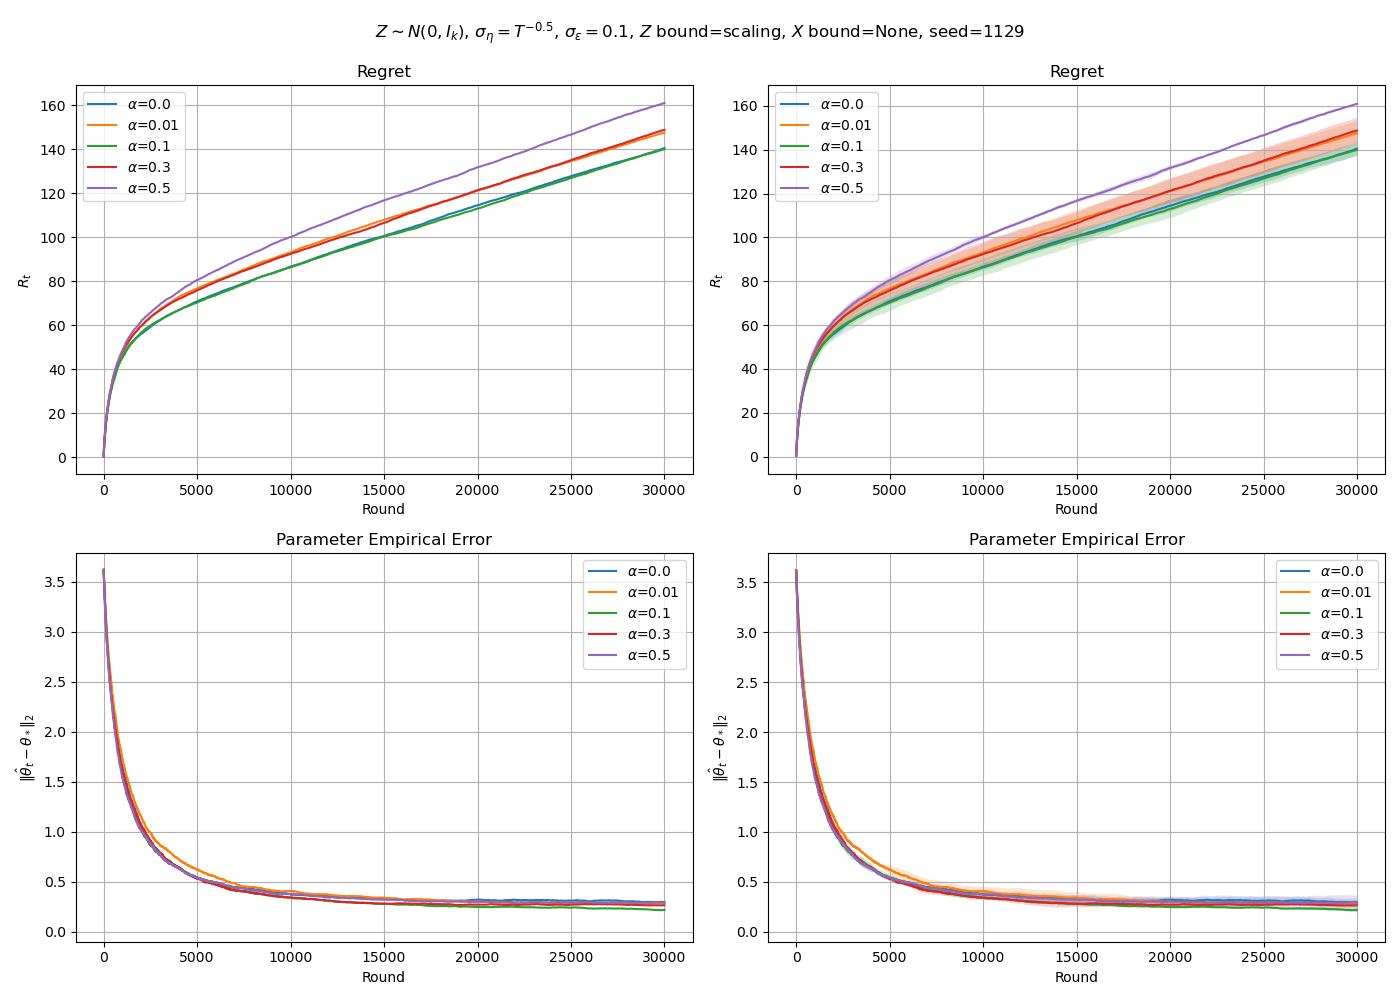 Z ~ N(0, I_k), σ_η = T^{-0.5}, σ_ε = 0.1, Z bound=scaling, X bound=None, seed=1129
Regret
R_t
160
140
120
100
80
60
40
20
0
α=0.0
α=0.01
α=0.1
α=0.3
α=0.5
0 5000 10000 15000 20000 25000 30000
Round
Regret
R_t
160
140
120
100
80
60
40
20
0
α=0.0
α=0.01
α=0.1
α=0.3
α=0.5
0 5000 10000 15000 20000 25000 30000
Round
Parameter Empirical Error
‖θ̂_t − θ_*‖_2
3.5
3.0
2.5
2.0
1.5
1.0
0.5
0.0
α=0.0
α=0.01
α=0.1
α=0.3
α=0.5
0 5000 10000 15000 20000 25000 30000
Round
Parameter Empirical Error
‖θ̂_t − θ_*‖_2
3.5
3.0
2.5
2.0
1.5
1.0
0.5
0.0
α=0.0
α=0.01
α=0.1
α=0.3
α=0.5
0 5000 10000 15000 20000 25000 30000
Round